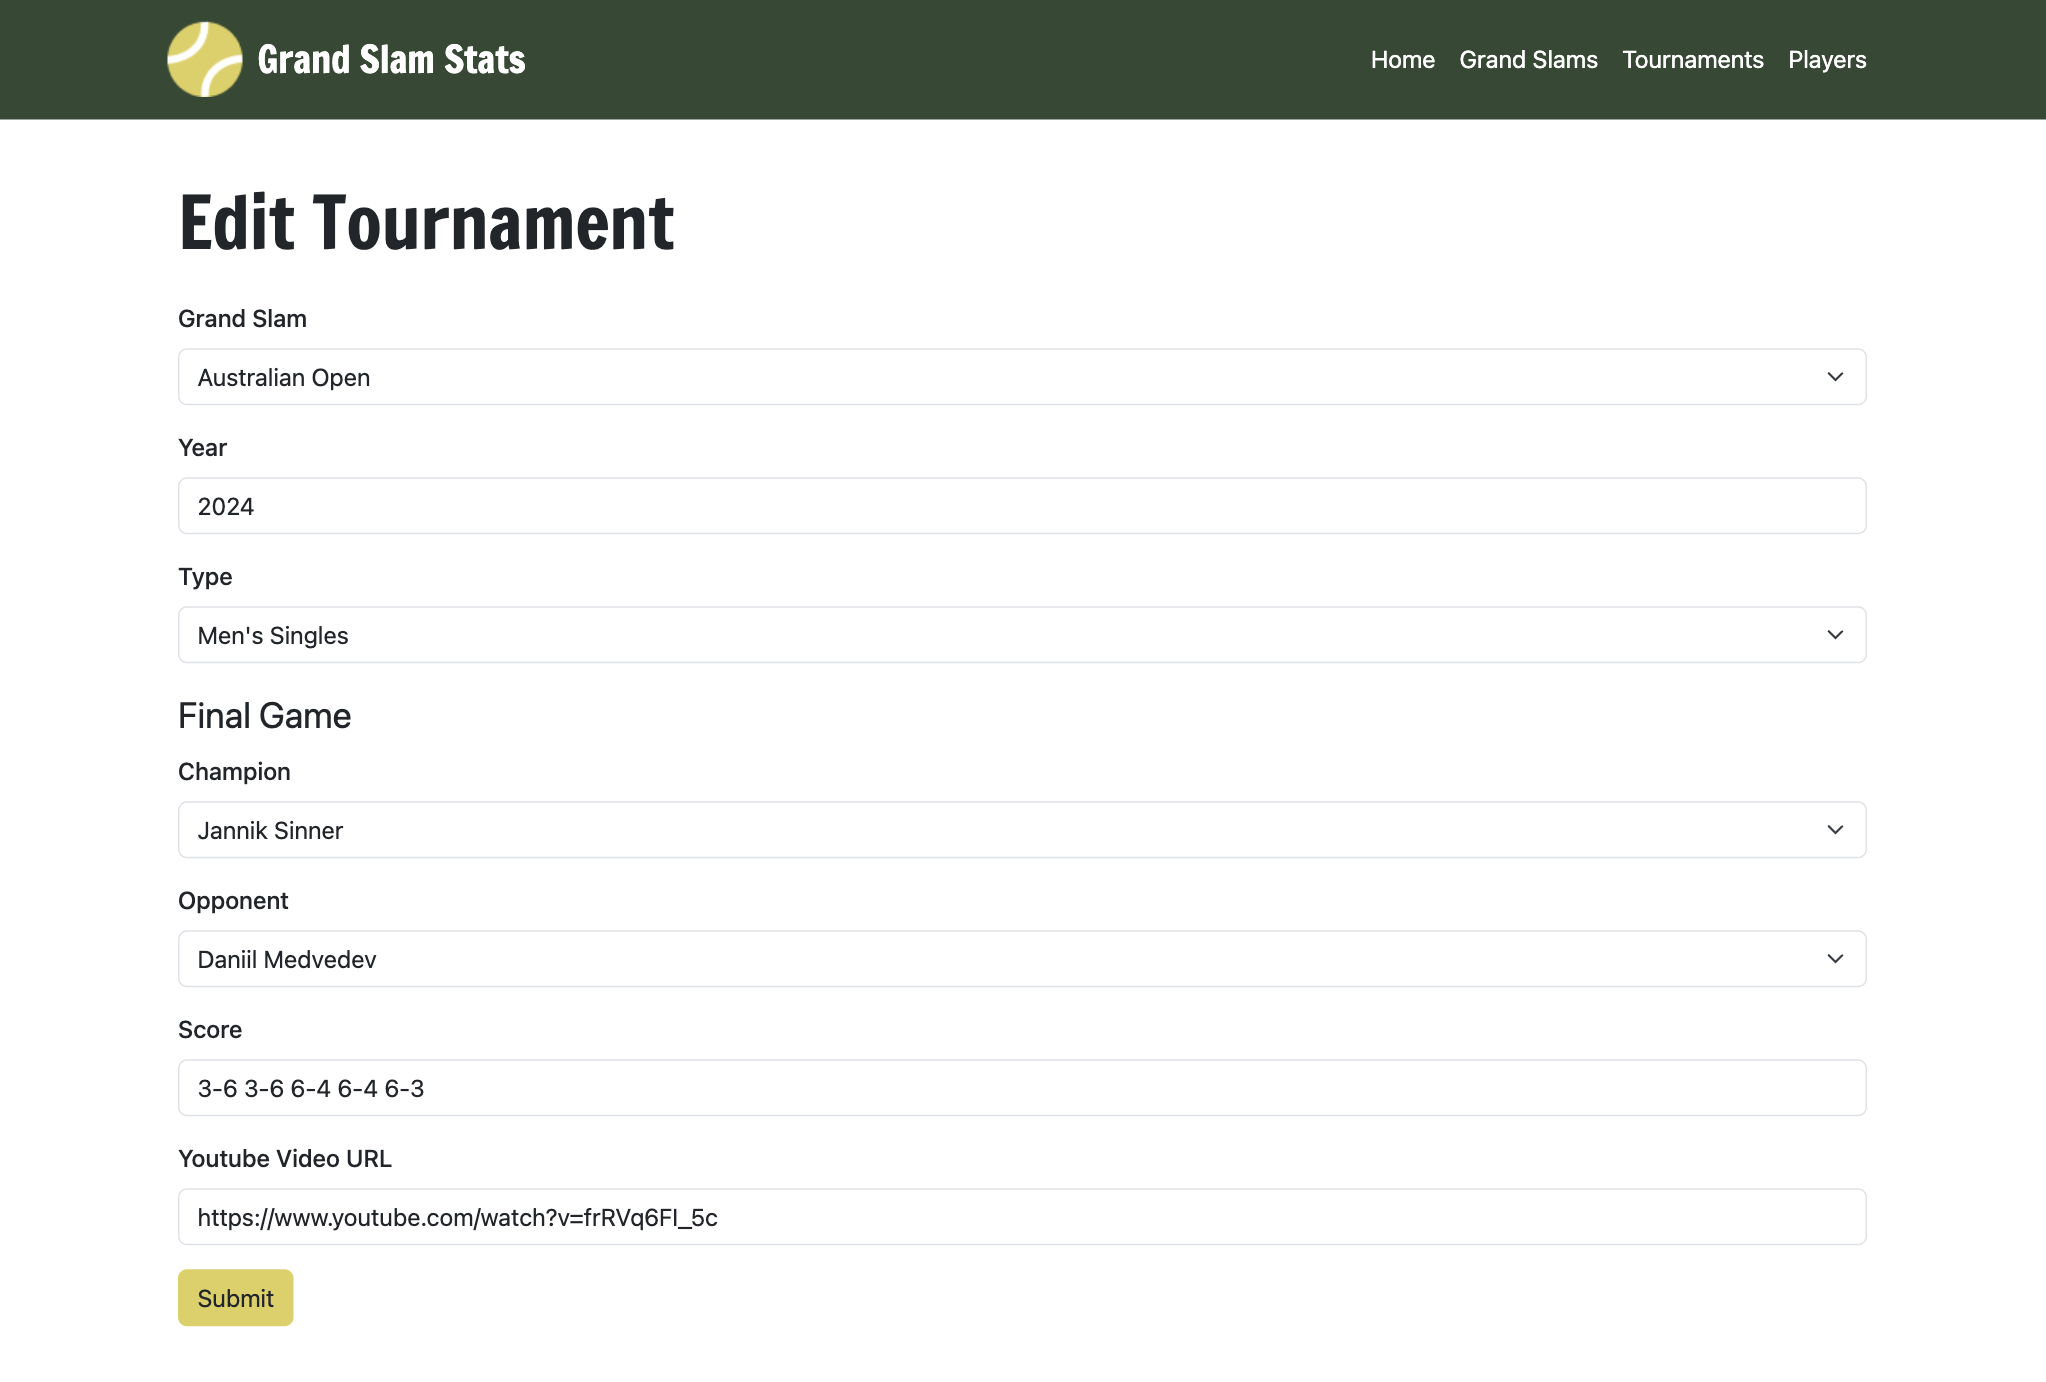 Grand Slam Stats
Home Grand Slams Tournaments Players
Edit Tournament
Grand Slam
Australian Open
Year
2024
Type
Men's Singles
Final Game
Champion
Jannik Sinner
Opponent
Daniil Medvedev
Score
3-6 3-6 6-4 6-4 6-3
Youtube Video URL
https://www.youtube.com/watch?v=frRVq6FI_5c
Submit